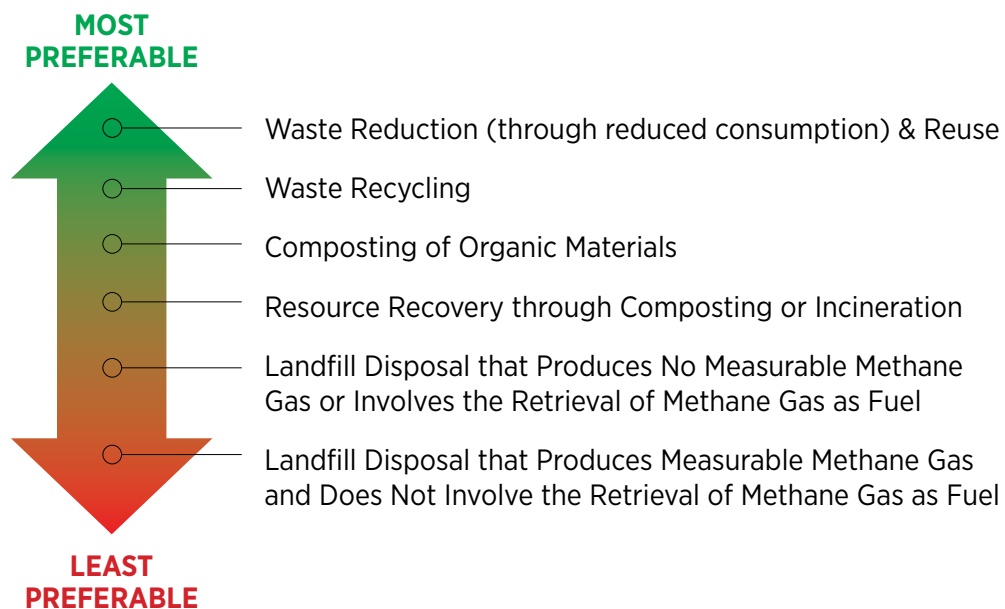 MOST
PREFERABLE
Waste Reduction (through reduced consumption) & Reuse
Waste Recycling
Composting of Organic Materials
Resource Recovery through Composting or Incineration
Landfill Disposal that Produces No Measurable Methane
Gas or Involves the Retrieval of Methane Gas as Fuel
Landfill Disposal that Produces Measurable Methane Gas
and Does Not Involve the Retrieval of Methane Gas as Fuel
LEAST
PREFERABLE